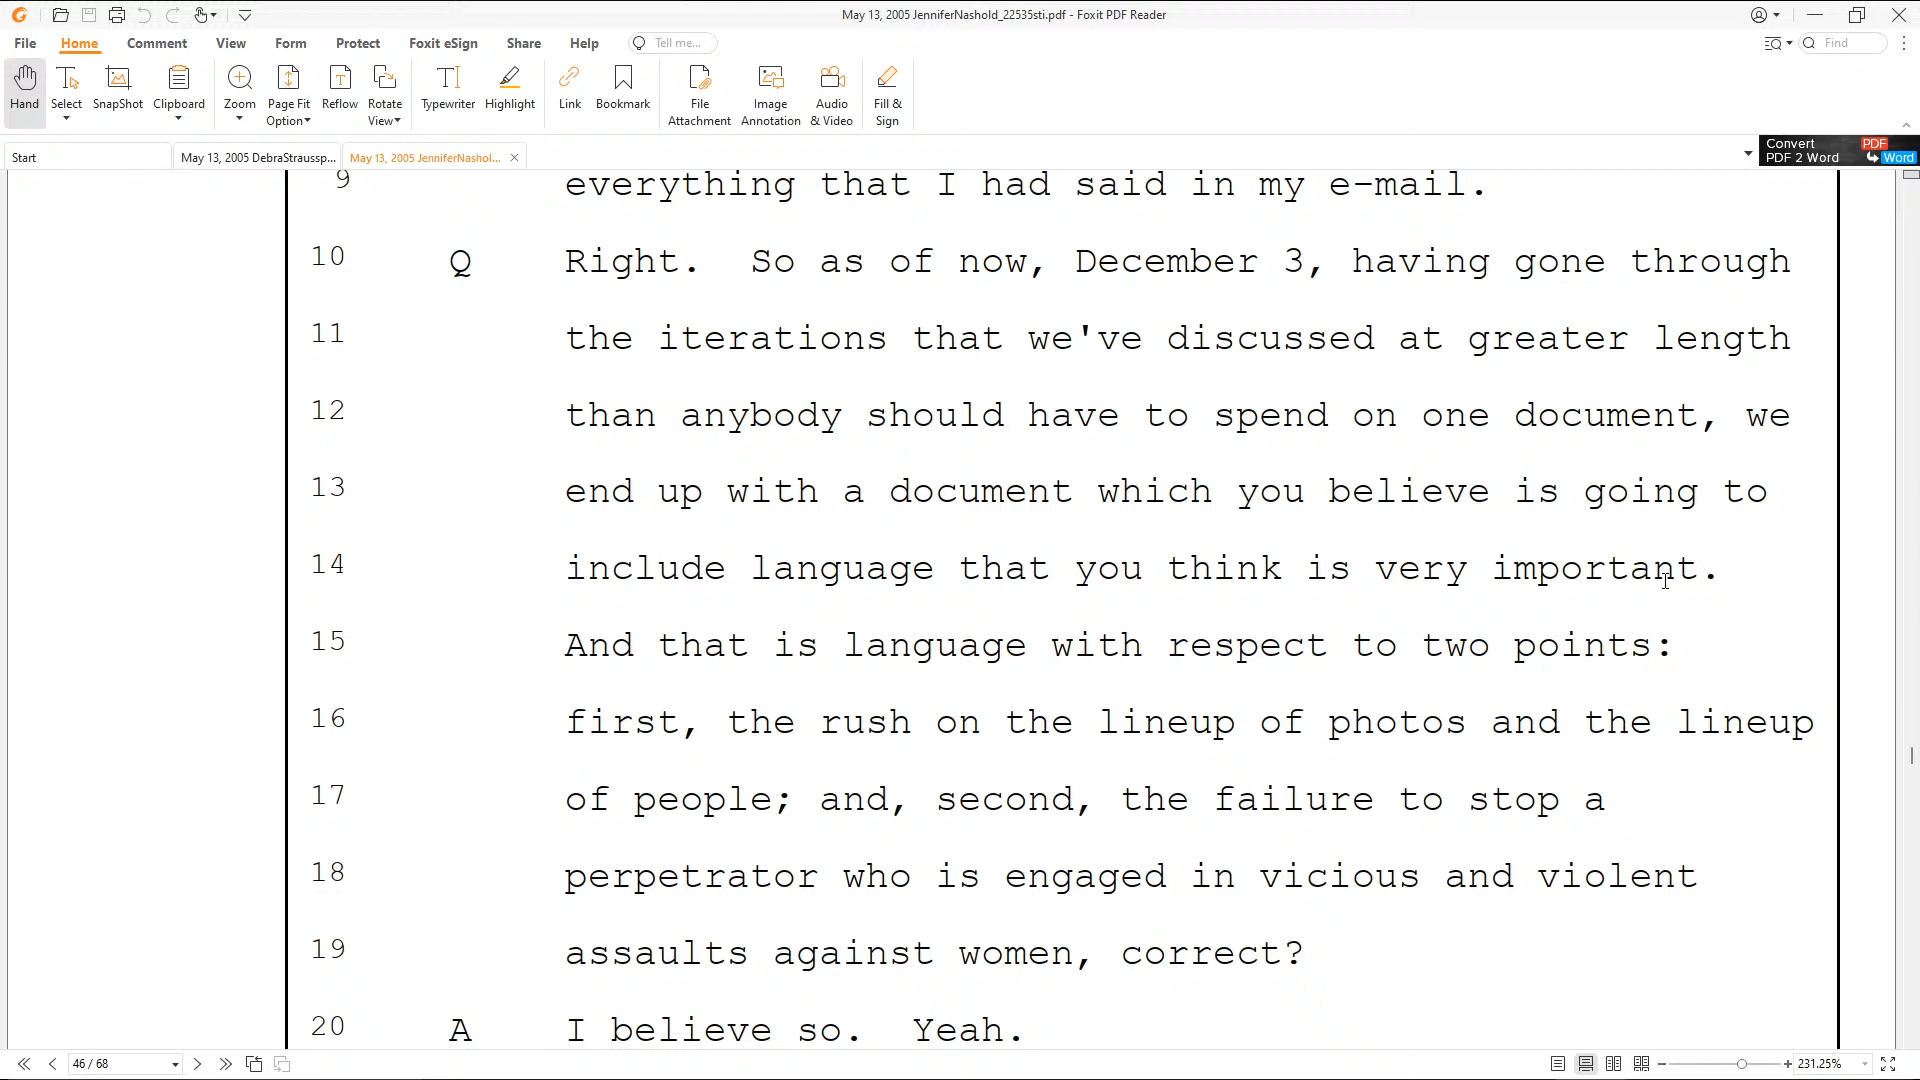 May 13, 2005 JenniferNashold_22535sti.pdf - Foxit PDF Reader
File Home Comment View Form Protect Foxit eSign Share Help Tell me... Find
Hand Select SnapShot Clipboard Zoom Page Fit Option Reflow Rotate View Typewriter Highlight Link Bookmark File Attachment Image Annotation Audio & Video Fill & Sign
Start May 13, 2005 DebraStraussp... May 13, 2005 JenniferNashol... Convert PDF 2 Word PDF Word
9 everything that I had said in my e-mail.
10 Q Right. So as of now, December 3, having gone through
11 the iterations that we've discussed at greater length
12 than anybody should have to spend on one document, we
13 end up with a document which you believe is going to
14 include language that you think is very important.
15 And that is language with respect to two points:
16 first, the rush on the lineup of photos and the lineup
17 of people; and, second, the failure to stop a
18 perpetrator who is engaged in vicious and violent
19 assaults against women, correct?
20 A I believe so. Yeah.
46 / 68 231.25%